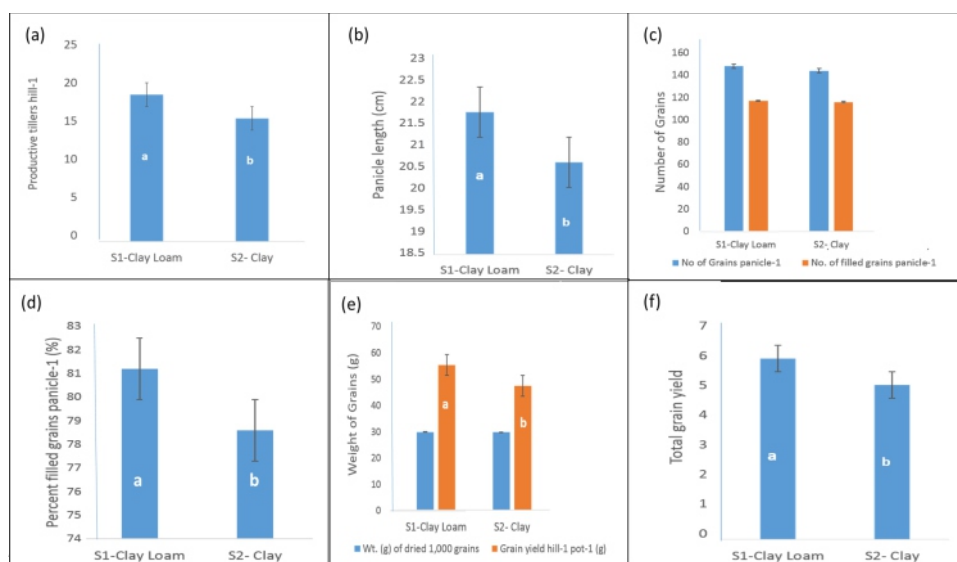 (a)
Productive tillers hill-1
25
20
15
10
5
0
a
b
S1-Clay Loam S2- Clay
(b)
Panicle length (cm)
23
22.5
22
21.5
21
20.5
20
19.5
19
18.5
a
b
S1-Clay Loam S2- Clay
(c)
Number of Grains
160
140
120
100
80
60
40
20
0
S1-Clay Loam S2- Clay
No of Grains panicle-1 No. of filled grains panicle-1
(d)
Percent filled grains panicle-1 (%)
83
82
81
80
79
78
77
76
75
74
a
b
S1-Clay Loam S2- Clay
(e)
Weight of Grains (g)
70
60
50
40
30
20
10
0
a
b
S1-Clay Loam S2- Clay
Wt. (g) of dried 1,000 grains Grain yield hill-1 pot-1 (g)
(f)
Total grain yield
7
6
5
4
3
2
1
0
a
b
S1-Clay Loam S2- Clay